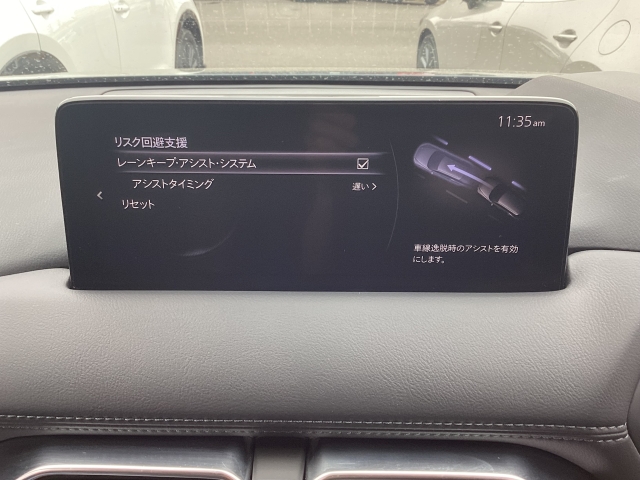 11:35am
リスク回避支援
レーンキープ・アシスト・システム
アシストタイミング
遅い
リセット
車線逸脱時のアシストを有効
にします。